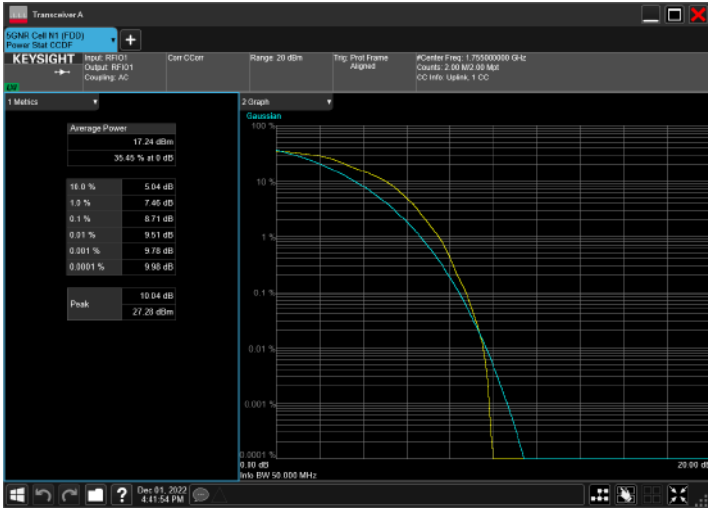 Transceiver A
5GNR Cell N1 (FDD)
Power Stat CCDF
KEYSIGHT
Input: RFIO1
Output: RFIO1
Coupling: AC
Corr CCorr
Range: 20 dBm
Trig: Prot Frame
Aligned
#Center Freq: 1.755000000 GHz
Counts: 2.00 M/2.00 Mpt
CC Info: Uplink, 1 CC
1 Metrics
Average Power
17.24 dBm
35.45 % at 0 dB
10.0 % 5.04 dB
1.0 % 7.46 dB
0.1 % 8.71 dB
0.01 % 9.51 dB
0.001 % 9.78 dB
0.0001 % 9.98 dB
Peak
10.04 dB
27.28 dBm
2 Graph
Gaussian
100 %
10 %
1 %
0.1 %
0.01 %
0.001 %
0.0001 %
0.00 dB
20.00 dB
Info BW 50.000 MHz
?
Dec 01, 2022
4:41:54 PM